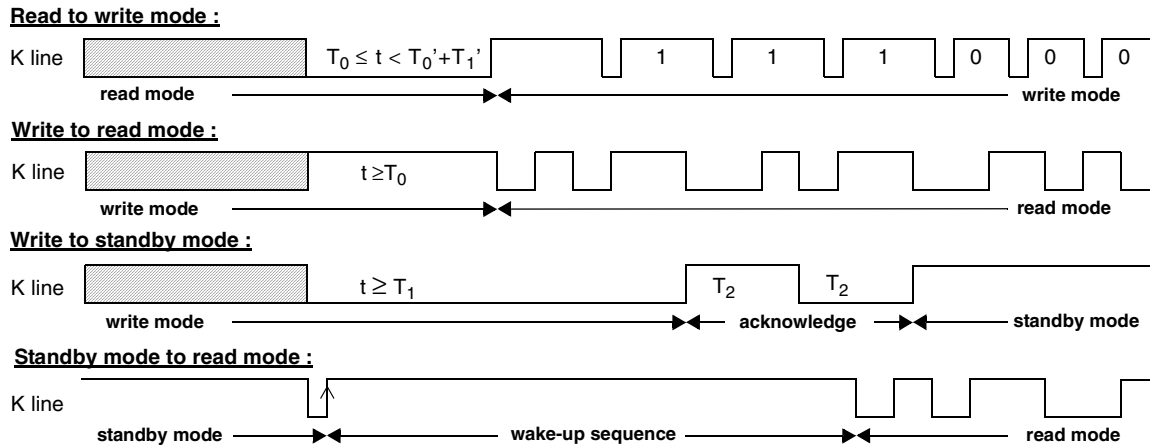 Read to write mode :
K line T₀ ≤ t < T₀'+T₁' 1 1 1 0 0 0
read mode write mode
Write to read mode :
K line t ≥T₀
write mode read mode
Write to standby mode :
K line t ≥ T₁ T₂ T₂
write mode acknowledge standby mode
Standby mode to read mode :
K line
standby mode wake-up sequence read mode